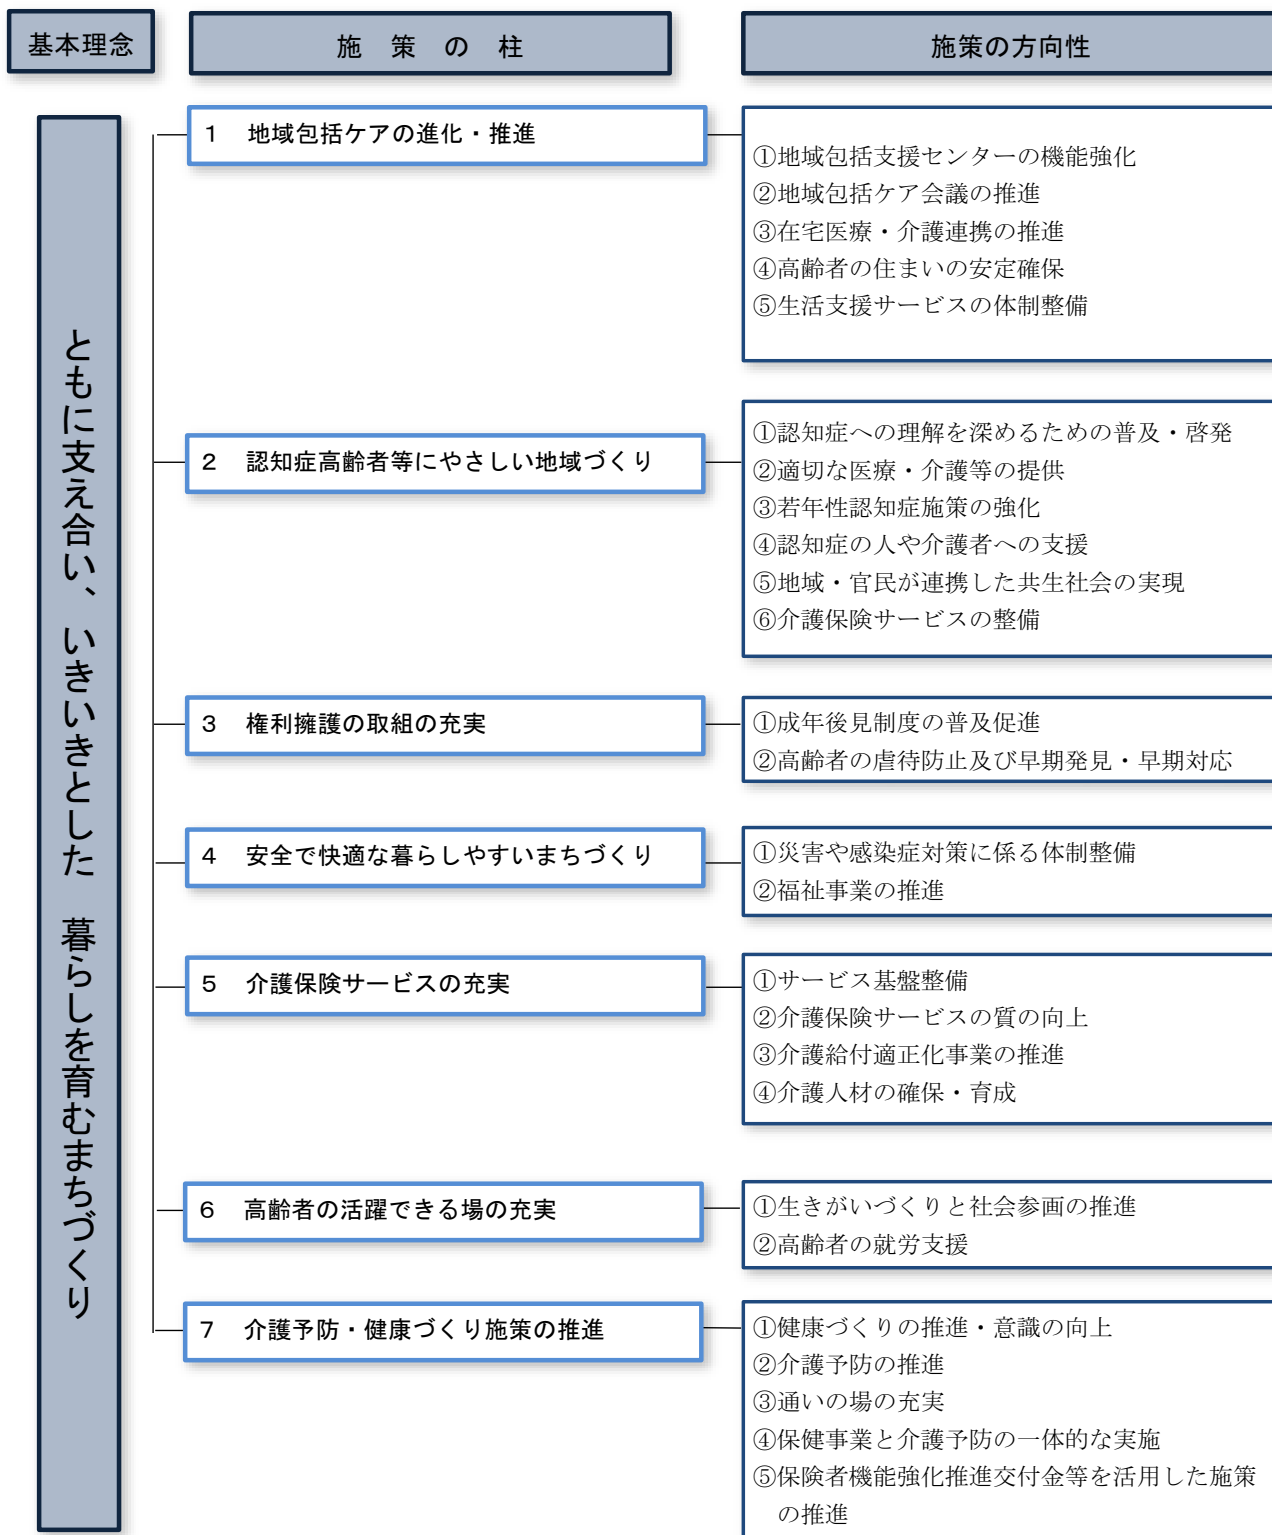 基本理念
施 策 の 柱
施策の方向性
ともに支え合い、いきいきとした 暮らしを育むまちづくり
1 地域包括ケアの進化・推進
①地域包括支援センターの機能強化
②地域包括ケア会議の推進
③在宅医療・介護連携の推進
④高齢者の住まいの安定確保
⑤生活支援サービスの体制整備
2 認知症高齢者等にやさしい地域づくり
①認知症への理解を深めるための普及・啓発
②適切な医療・介護等の提供
③若年性認知症施策の強化
④認知症の人や介護者への支援
⑤地域・官民が連携した共生社会の実現
⑥介護保険サービスの整備
3 権利擁護の取組の充実
①成年後見制度の普及促進
②高齢者の虐待防止及び早期発見・早期対応
4 安全で快適な暮らしやすいまちづくり
①災害や感染症対策に係る体制整備
②福祉事業の推進
5 介護保険サービスの充実
①サービス基盤整備
②介護保険サービスの質の向上
③介護給付適正化事業の推進
④介護人材の確保・育成
6 高齢者の活躍できる場の充実
①生きがいづくりと社会参画の推進
②高齢者の就労支援
7 介護予防・健康づくり施策の推進
①健康づくりの推進・意識の向上
②介護予防の推進
③通いの場の充実
④保健事業と介護予防の一体的な実施
⑤保険者機能強化推進交付金等を活用した施策
の推進